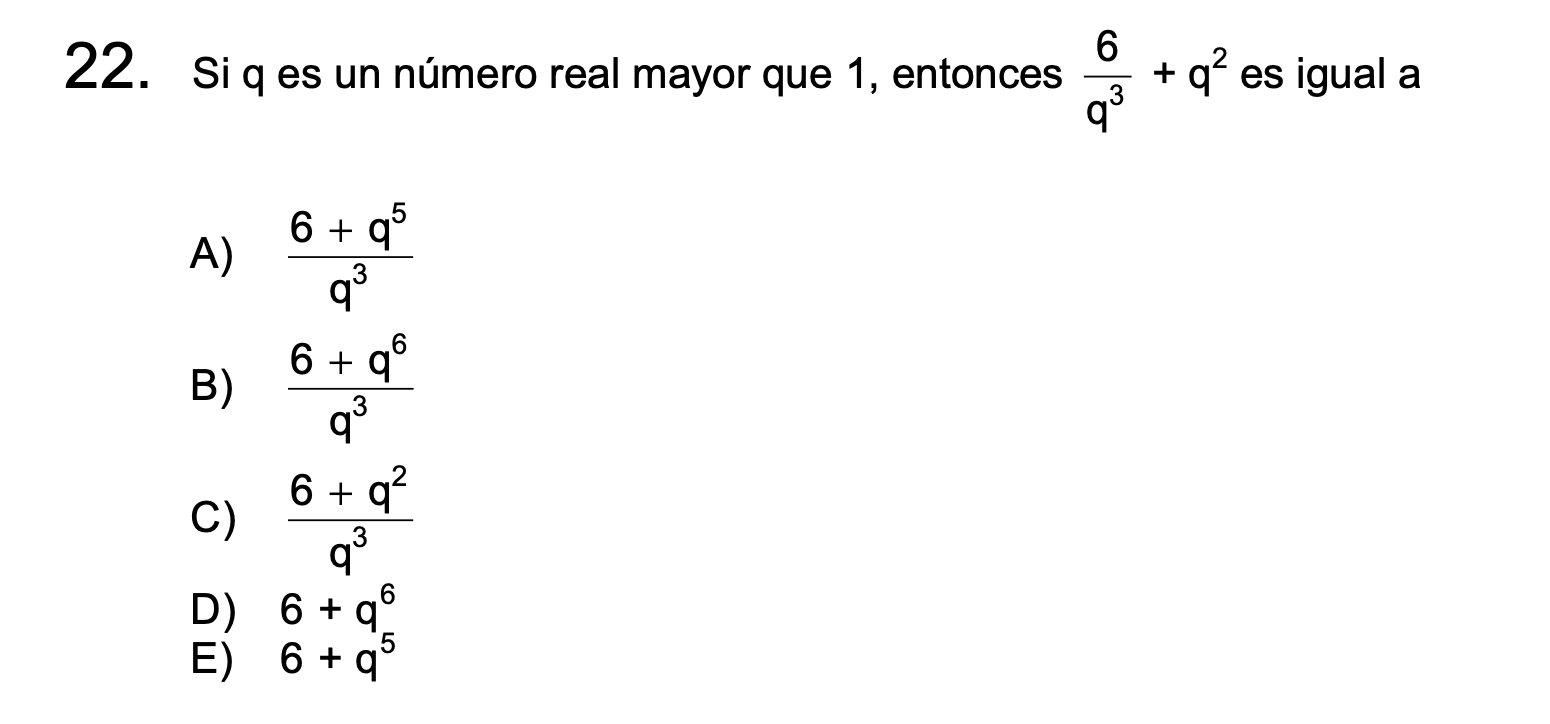 22. Si q es un número real mayor que 1, entonces 6/q³ + q² es igual a
A) (6 + q⁵)/q³
B) (6 + q⁶)/q³
C) (6 + q²)/q³
D) 6 + q⁶
E) 6 + q⁵